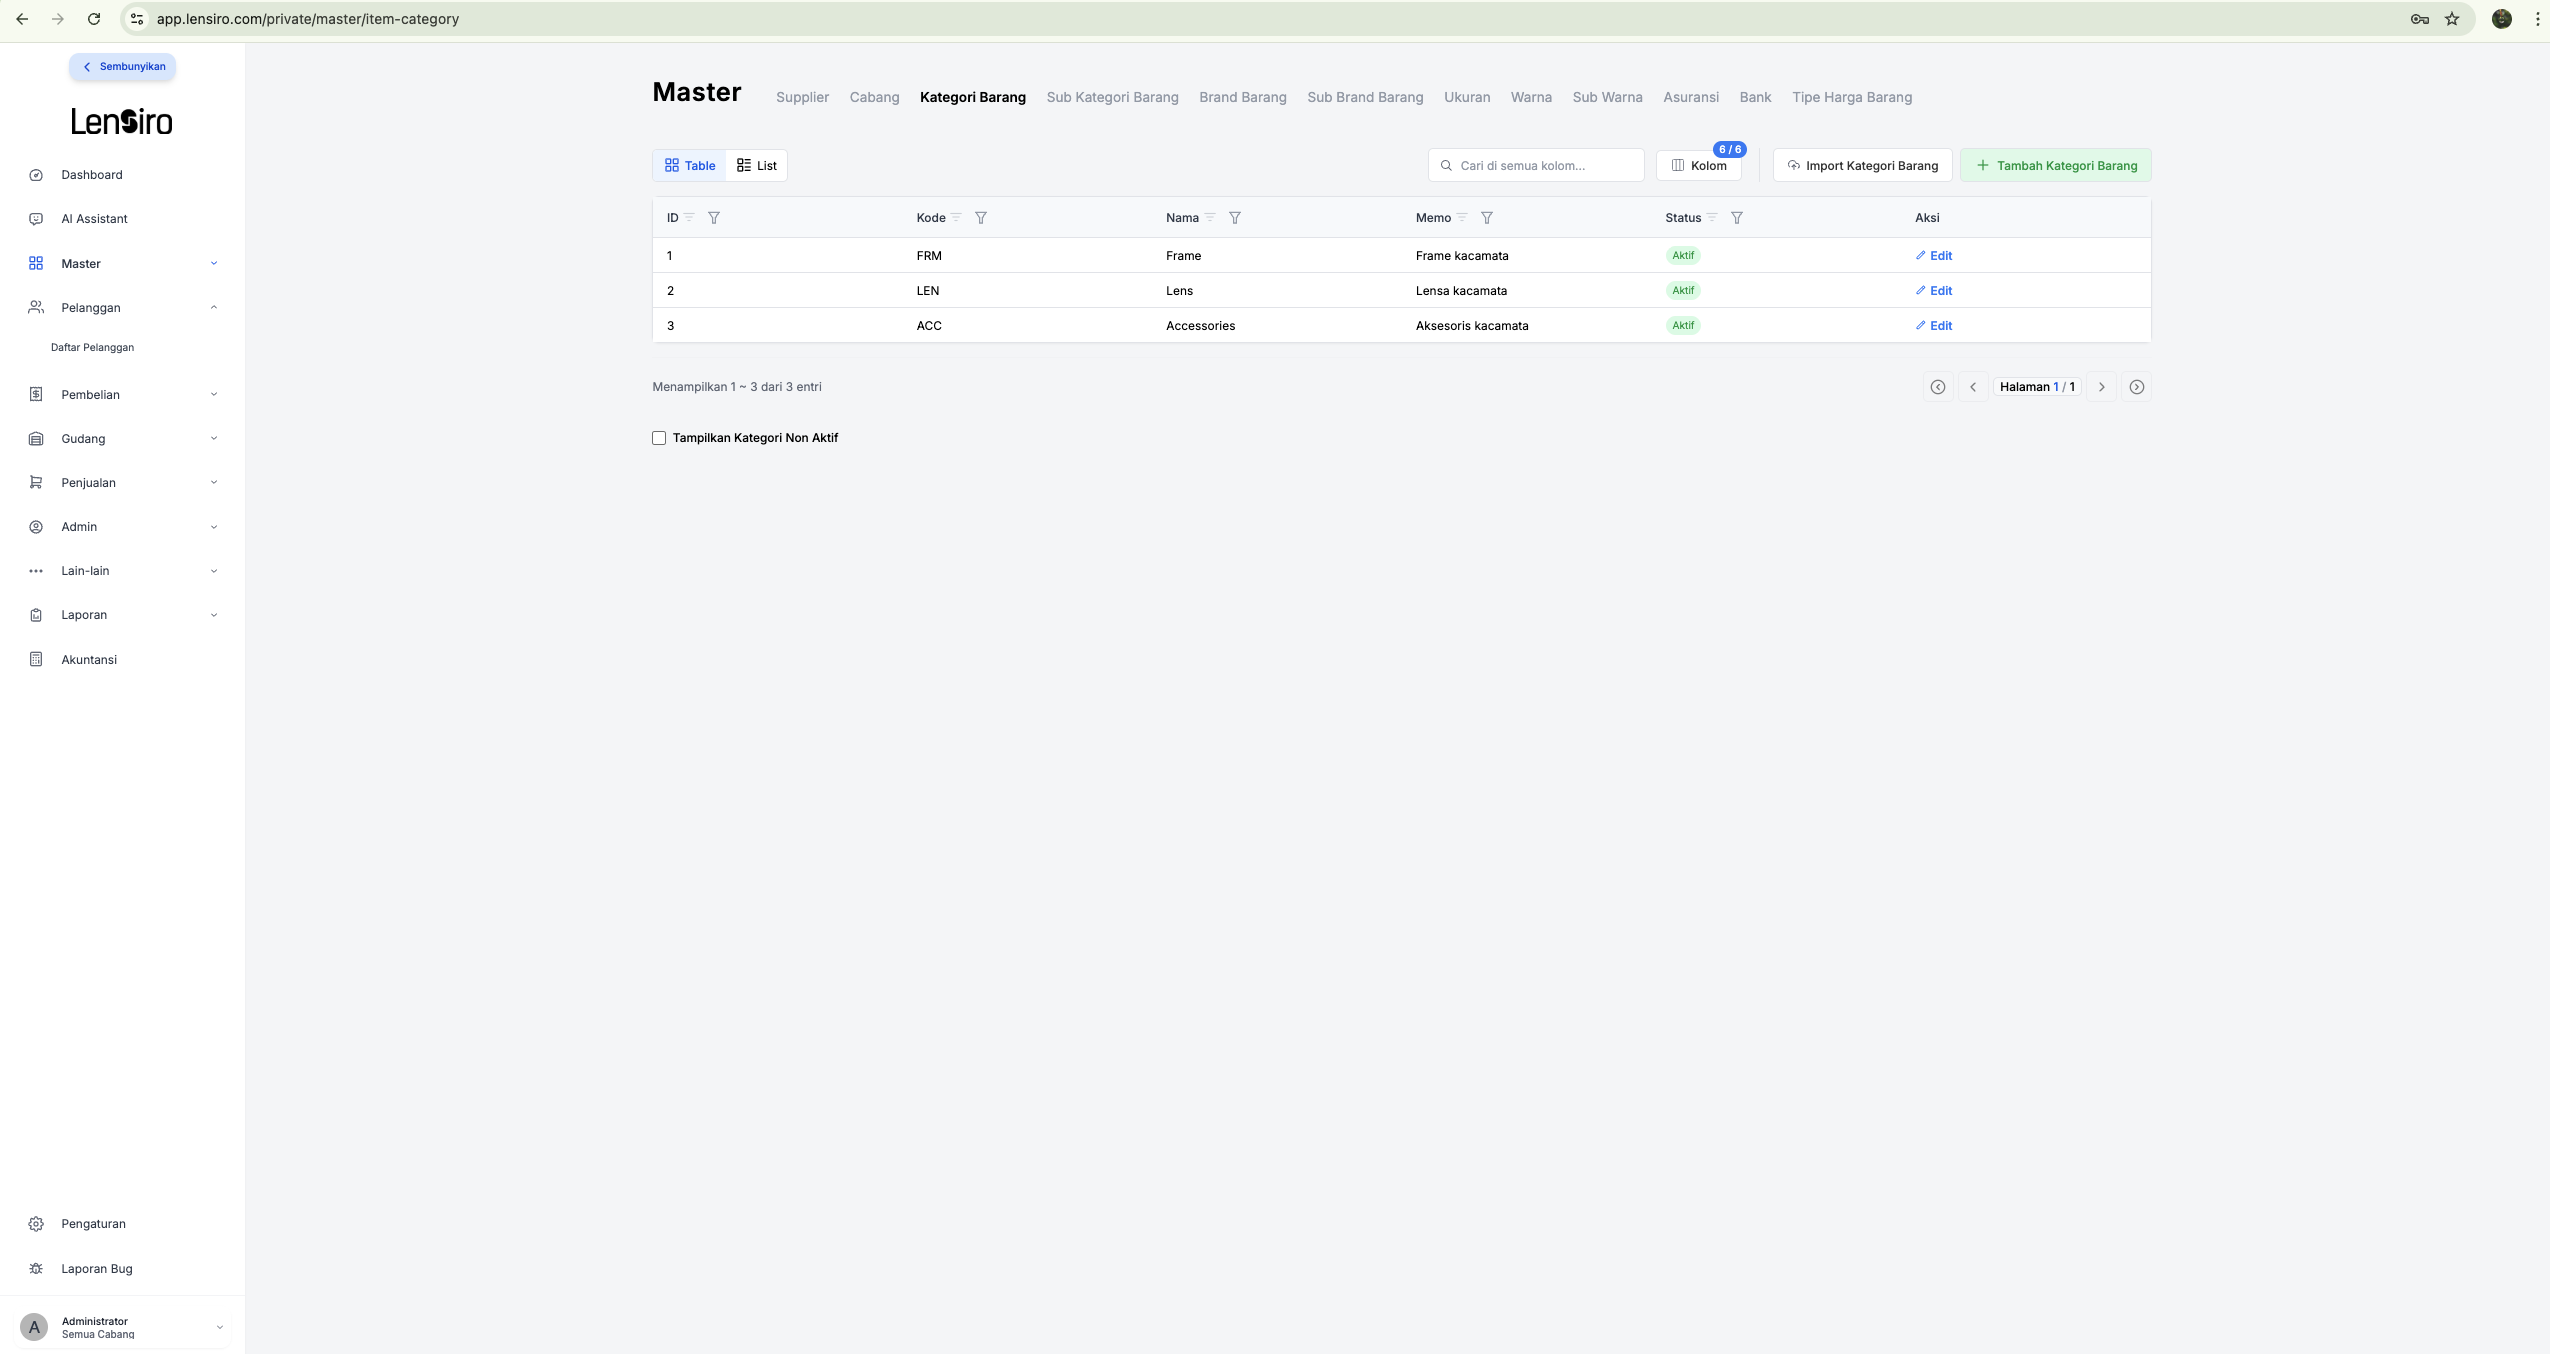 app.lensiro.com/private/master/item-category
Sembunyikan
Lensiro
Dashboard
AI Assistant
Master
Pelanggan
Daftar Pelanggan
Pembelian
Gudang
Penjualan
Admin
Lain-lain
Laporan
Akuntansi
Pengaturan
Laporan Bug
A
Administrator
Semua Cabang
Master Supplier Cabang Kategori Barang Sub Kategori Barang Brand Barang Sub Brand Barang Ukuran Warna Sub Warna Asuransi Bank Tipe Harga Barang
6 / 6
Table List Cari di semua kolom... Kolom Import Kategori Barang Tambah Kategori Barang
ID Kode Nama Memo Status Aksi
1 FRM Frame Frame kacamata Aktif Edit
2 LEN Lens Lensa kacamata Aktif Edit
3 ACC Accessories Aksesoris kacamata Aktif Edit
Menampilkan 1 ~ 3 dari 3 entri Halaman 1 / 1
Tampilkan Kategori Non Aktif